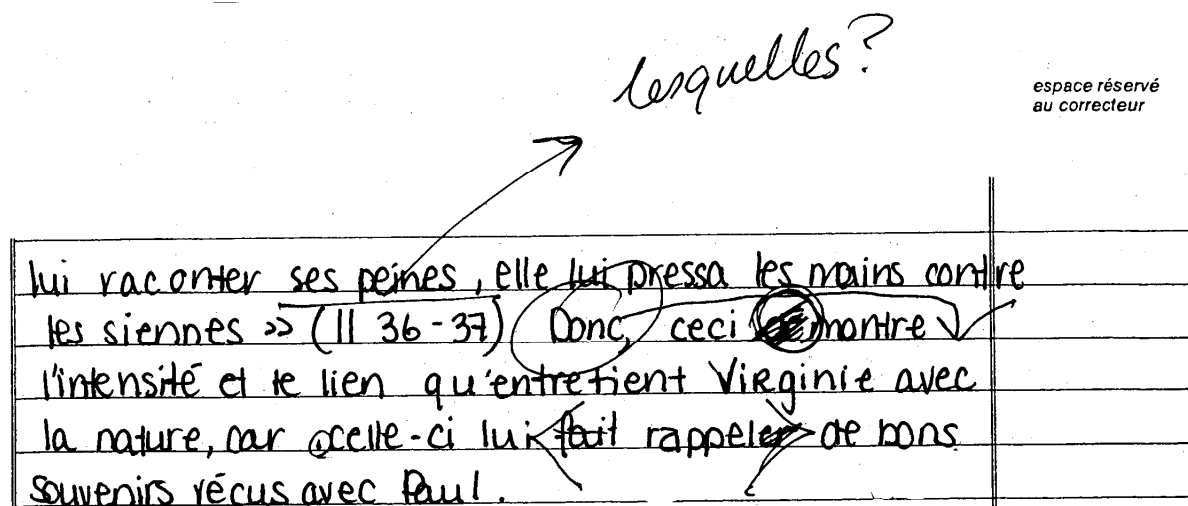 lesquelles?
espace réservé
au correcteur
lui raconter ses peines, elle lui pressa les mains contre
les siennes » (ll 36-37) Donc, ceci démontre
l'intensité et le lien qu'entretient Virginie avec
la nature, car celle-ci lui fait rappeler de bons
souvenirs vécus avec Paul.